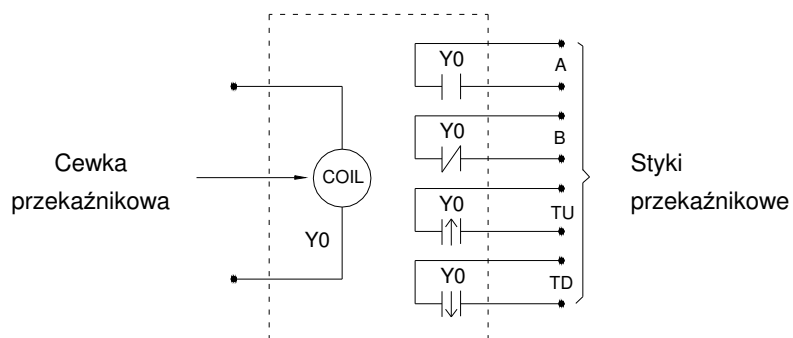 Cewka
przekaźnikowa
COIL
Y0
Y0
A
Y0
B
Y0
TU
Y0
TD
Styki
przekaźnikowe